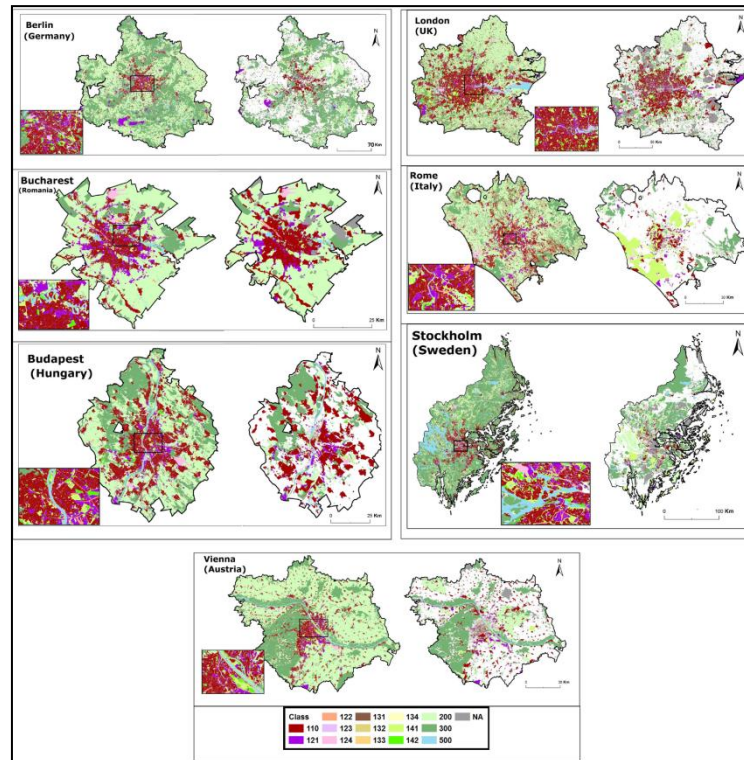 Berlin
(Germany)
N
70 Km
London
(UK)
N
Bucharest
(Romania)
N
25 Km
Rome
(Italy)
N
Budapest
(Hungary)
N
25 Km
Stockholm
(Sweden)
N
0 100 Km
Vienna
(Austria)
N
Class 122 131 134 200 NA
110 123 132 141 300
121 124 133 142 500